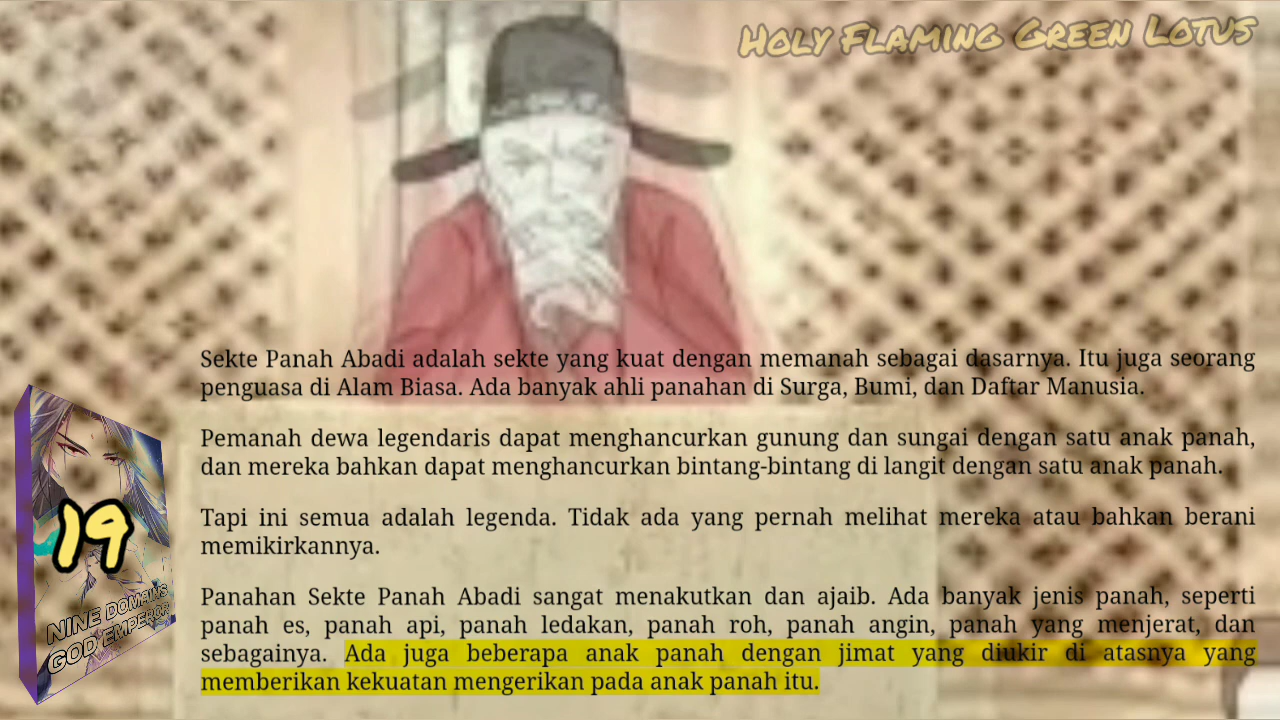 Holy Flaming Green Lotus
Sekte Panah Abadi adalah sekte yang kuat dengan memanah sebagai dasarnya. Itu juga seorang
penguasa di Alam Biasa. Ada banyak ahli panahan di Surga, Bumi, dan Daftar Manusia.
Pemanah dewa legendaris dapat menghancurkan gunung dan sungai dengan satu anak panah,
dan mereka bahkan dapat menghancurkan bintang-bintang di langit dengan satu anak panah.
Tapi ini semua adalah legenda. Tidak ada yang pernah melihat mereka atau bahkan berani
memikirkannya.
Panahan Sekte Panah Abadi sangat menakutkan dan ajaib. Ada banyak jenis panah, seperti
panah es, panah api, panah ledakan, panah roh, panah angin, panah yang menjerat, dan
sebagainya. Ada juga beberapa anak panah dengan jimat yang diukir di atasnya yang
memberikan kekuatan mengerikan pada anak panah itu.
19
NINE DOMAINS
GOD EMPEROR